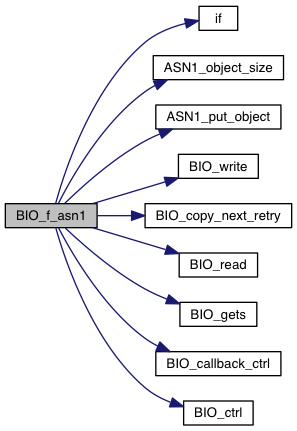 if
ASN1_object_size
ASN1_put_object
BIO_write
BIO_f_asn1
BIO_copy_next_retry
BIO_read
BIO_gets
BIO_callback_ctrl
BIO_ctrl